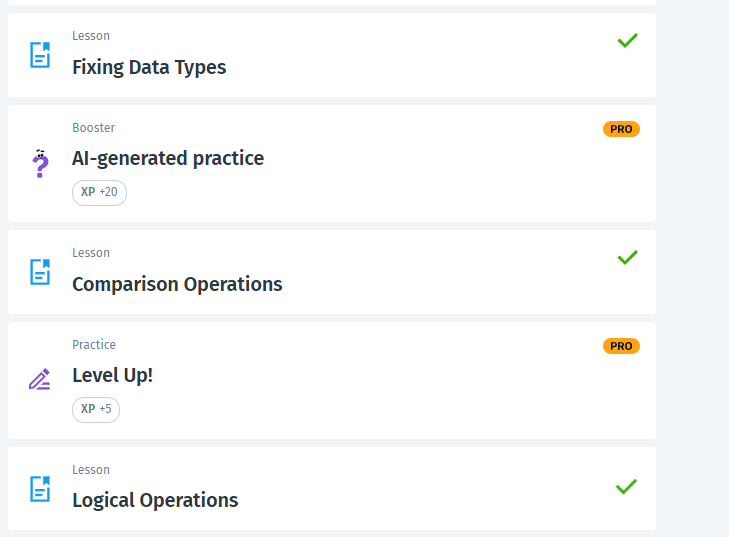 Lesson
Fixing Data Types
Booster
PRO
AI-generated practice
XP +20
Lesson
Comparison Operations
Practice
PRO
Level Up!
XP +5
Lesson
Logical Operations